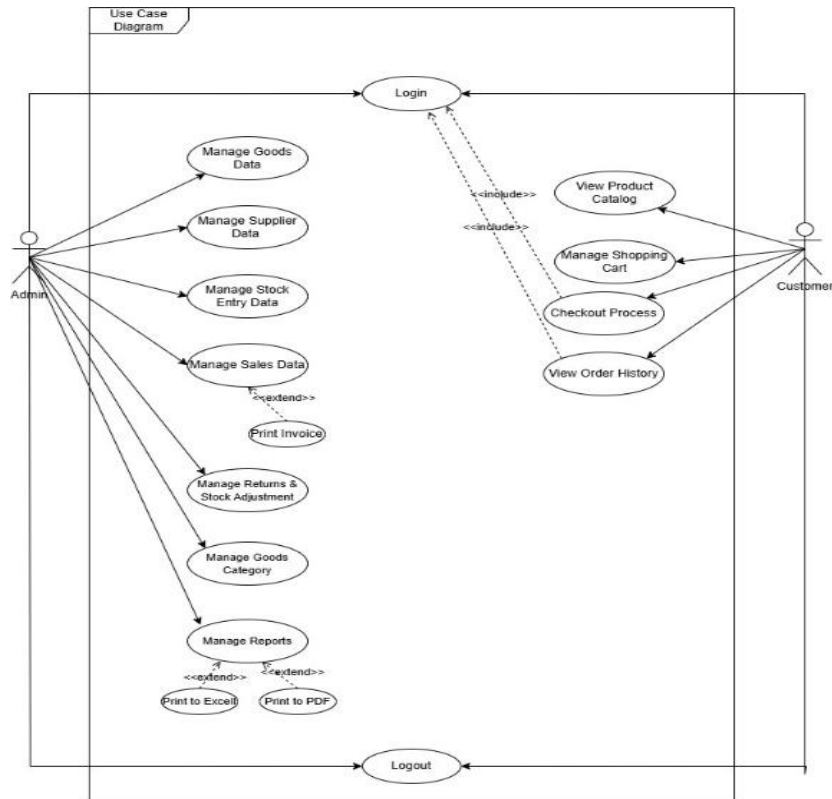 Use Case
Diagram
Login
Manage Goods
Data
View Product
Catalog
<<include>>
Manage Supplier
Data
<<include>>
Manage Shopping
Cart
Admin
Customer
Manage Stock
Entry Data
Checkout Process
Manage Sales Data
View Order History
<<extend>>
Print Invoice
Manage Returns &
Stock Adjustment
Manage Goods
Category
Manage Reports
<<extend>>
<<extend>>
Print to Excelt
Print to PDF
Logout